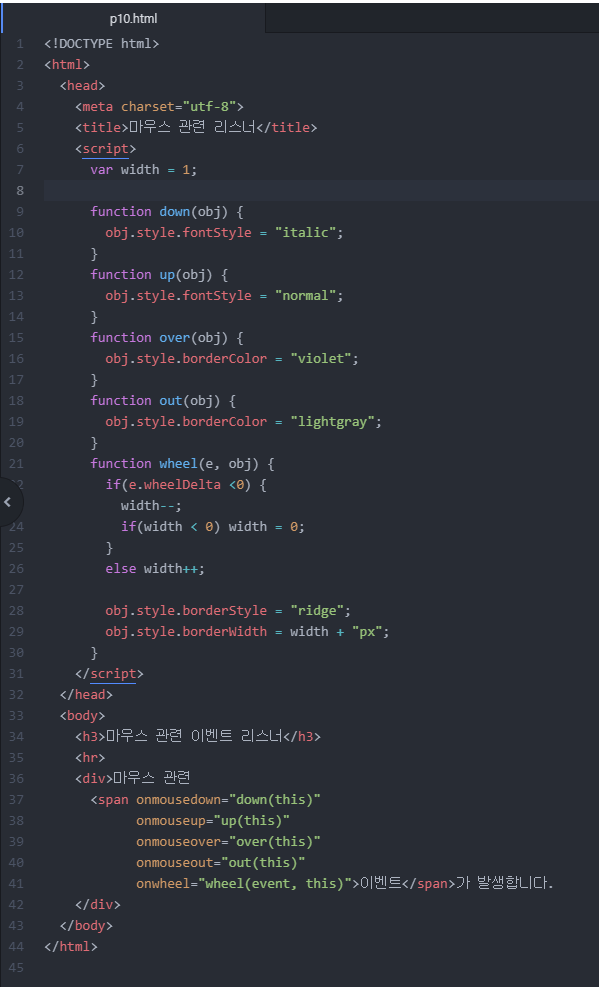 p10.html
1 <!DOCTYPE html>
2 <html>
3   <head>
4     <meta charset="utf-8">
5     <title>마우스 관련 리스너</title>
6     <script>
7       var width = 1;
8
9       function down(obj) {
10         obj.style.fontStyle = "italic";
11       }
12       function up(obj) {
13         obj.style.fontStyle = "normal";
14       }
15       function over(obj) {
16         obj.style.borderColor = "violet";
17       }
18       function out(obj) {
19         obj.style.borderColor = "lightgray";
20       }
21       function wheel(e, obj) {
2         if(e.wheelDelta <0) {
          width--;
24           if(width < 0) width = 0;
25         }
26         else width++;
27
28         obj.style.borderStyle = "ridge";
29         obj.style.borderWidth = width + "px";
30       }
31     </script>
32   </head>
33   <body>
34     <h3>마우스 관련 이벤트 리스너</h3>
35     <hr>
36     <div>마우스 관련
37       <span onmousedown="down(this)"
38             onmouseup="up(this)"
39             onmouseover="over(this)"
40             onmouseout="out(this)"
41             onwheel="wheel(event, this)">이벤트</span>가 발생합니다.
42     </div>
43   </body>
44 </html>
45